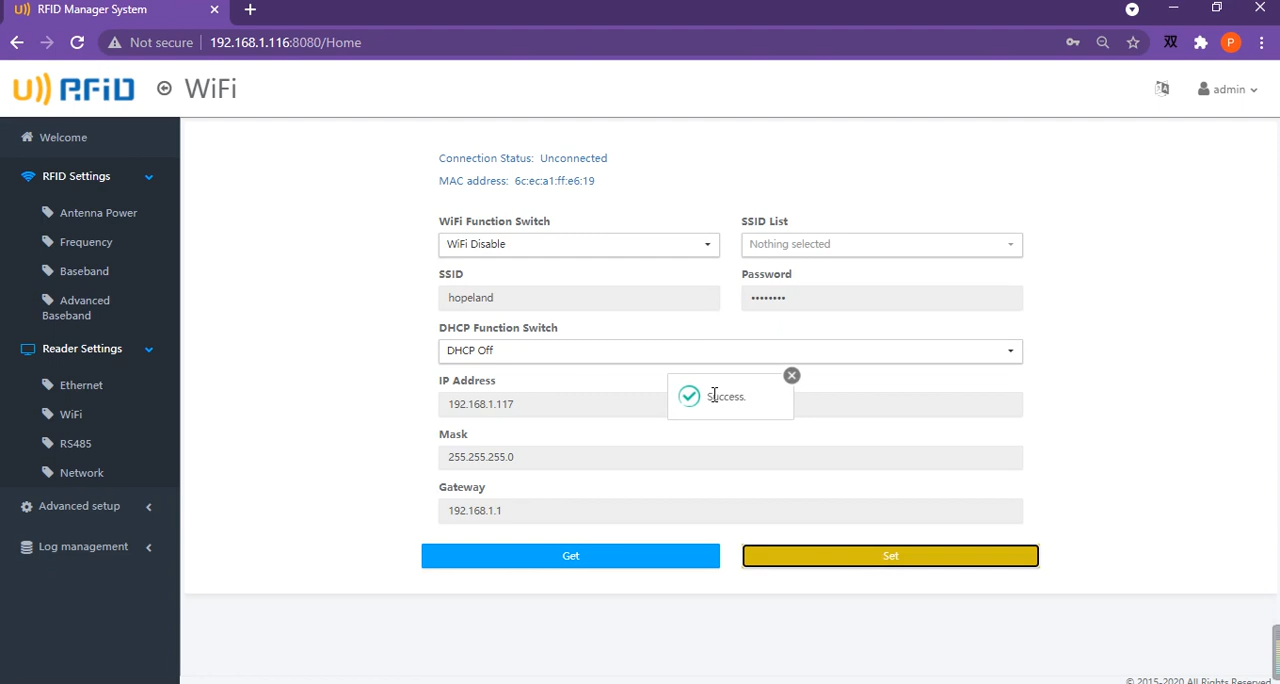 RFID Manager System
Not secure 192.168.1.116:8080/Home
双
P
U)) RFiD
WiFi
admin
Welcome
RFID Settings
Antenna Power
Frequency
Baseband
Advanced
Baseband
Reader Settings
Ethernet
WiFi
RS485
Network
Advanced setup
Log management
Connection Status: Unconnected
MAC address: 6c:ec:a1:ff:e6:19
WiFi Function Switch
WiFi Disable
SSID List
Nothing selected
SSID
hopeland
Password
••••••••
DHCP Function Switch
DHCP Off
IP Address
192.168.1.117
Success.
Mask
255.255.255.0
Gateway
192.168.1.1
Get
Set
© 2015-2020 All Rights Reserved